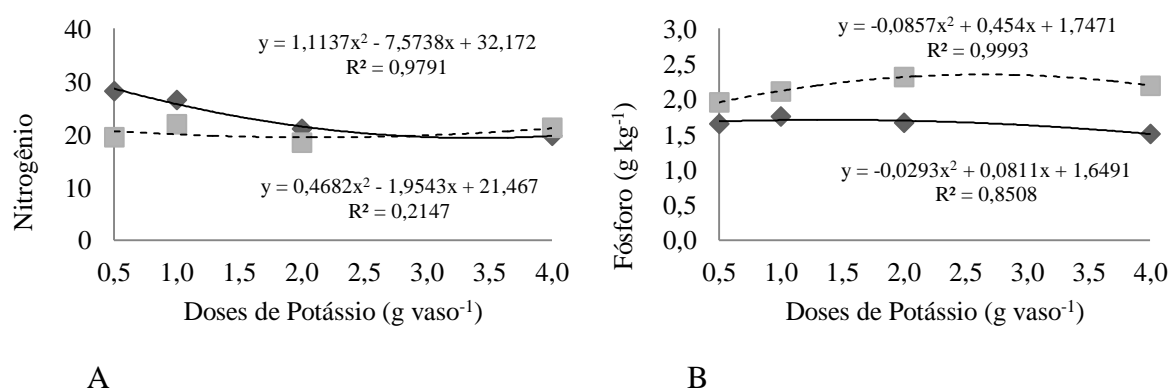 Nitrogênio
40
30
20
10
0
y = 1,1137x² - 7,5738x + 32,172
R² = 0,9791
y = 0,4682x² - 1,9543x + 21,467
R² = 0,2147
0,5 1,0 1,5 2,0 2,5 3,0 3,5 4,0
Doses de Potássio (g vaso⁻¹)
A
Fósforo (g kg⁻¹)
3,0
2,5
2,0
1,5
1,0
0,5
0,0
y = -0,0857x² + 0,454x + 1,7471
R² = 0,9993
y = -0,0293x² + 0,0811x + 1,6491
R² = 0,8508
0,5 1,0 1,5 2,0 2,5 3,0 3,5 4,0
Doses de Potássio (g vaso⁻¹)
B